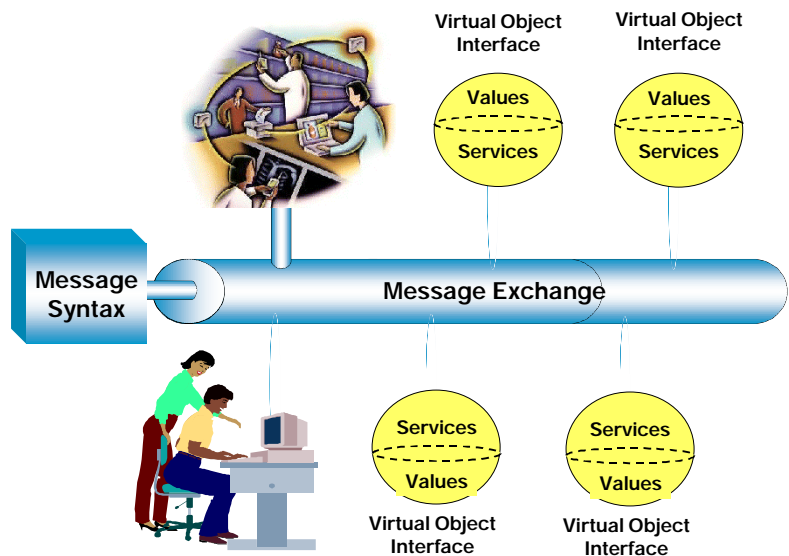 Virtual Object
Interface
Virtual Object
Interface
Values
Services
Values
Services
Message
Syntax
Message Exchange
Services
Values
Services
Values
Virtual Object
Interface
Virtual Object
Interface